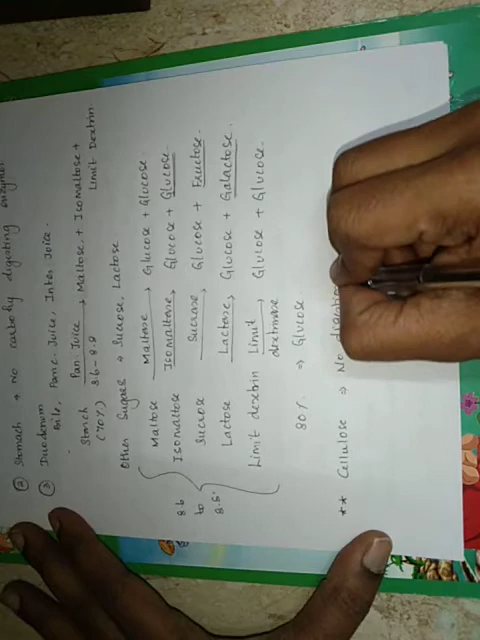 ② Stomach → No carbohy digesting enzyme.
③ Duodenum
Bile, Panc. Juice, Intes Juice.
Starch (70%) Pan. Juice 8.6-8.8 → Maltose + Isomaltose + Limit Dextrin
Other Sugars → Sucrose, Lactose
Maltose Maltase → Glucose + Glucose
Isomaltose Isomaltase → Glucose + Glucose
Sucrose Sucrase → Glucose + Fructose.
Lactose Lactase → Glucose + Galactose.
Limit dextrin Limit dextrinase → Glucose + Glucose.
8.6
to
8.8.
80% ⇒ Glucose.
** Cellulose ⇒ No digestion